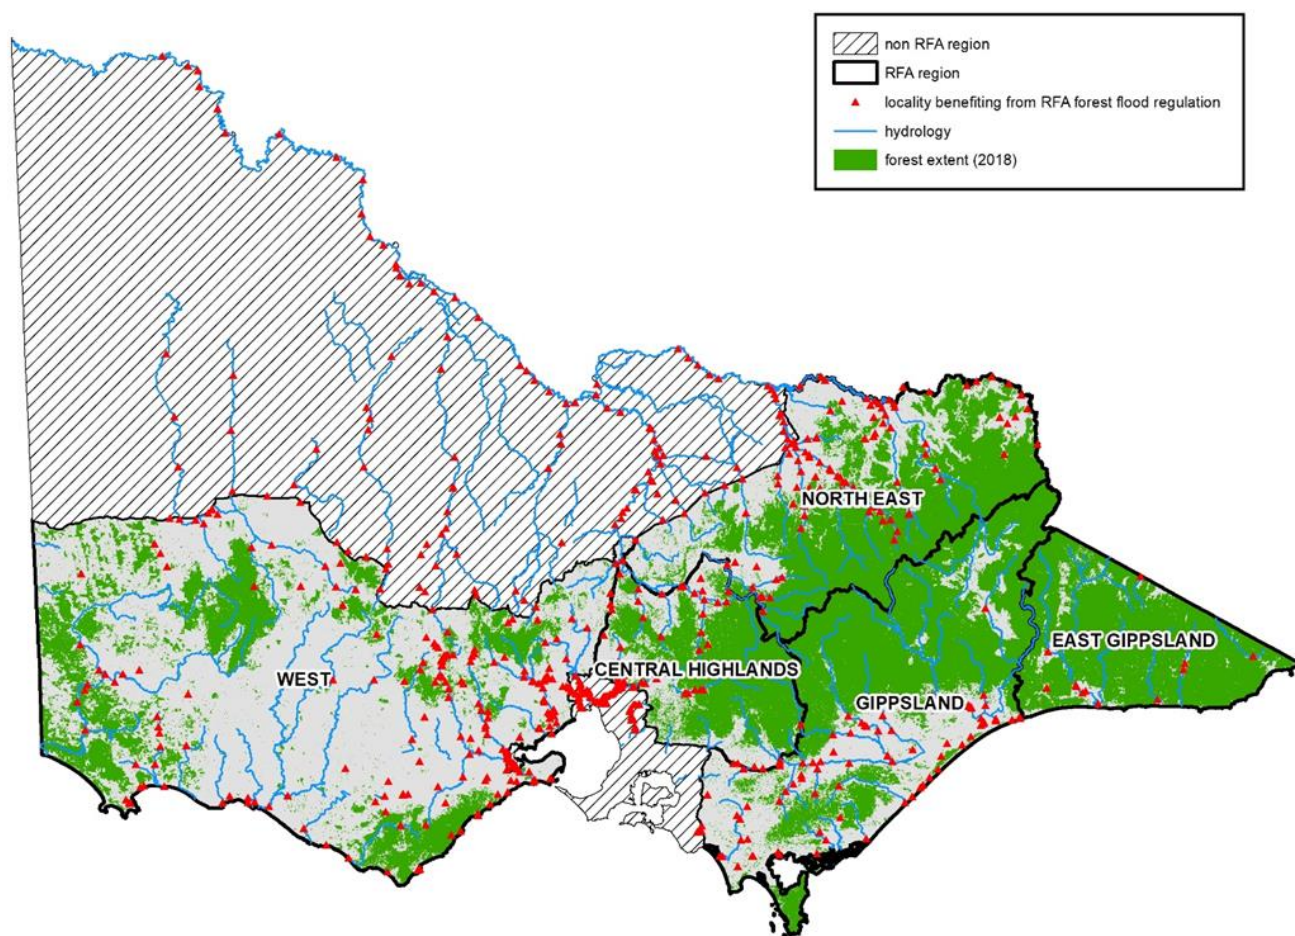 non RFA region
RFA region
locality benefiting from RFA forest flood regulation
hydrology
forest extent (2018)
NORTH EAST
EAST GIPPSLAND
CENTRAL HIGHLANDS
WEST
GIPPSLAND